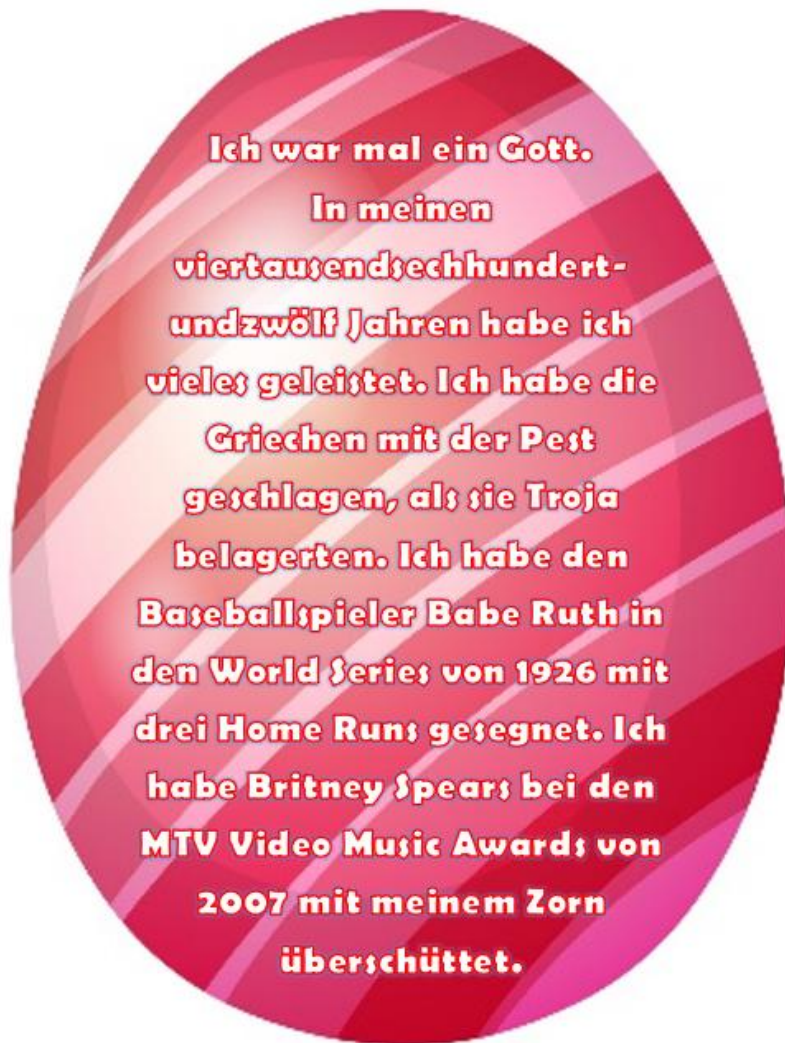 Ich war mal ein Gott.
In meinen
viertausendsechhundert-
undzwölf Jahren habe ich
vieles geleistet. Ich habe die
Griechen mit der Pest
geschlagen, als sie Troja
belagerten. Ich habe den
Baseballspieler Babe Ruth in
den World Series von 1926 mit
drei Home Runs gesegnet. Ich
habe Britney Spears bei den
MTV Video Music Awards von
2007 mit meinem Zorn
überschüttet.